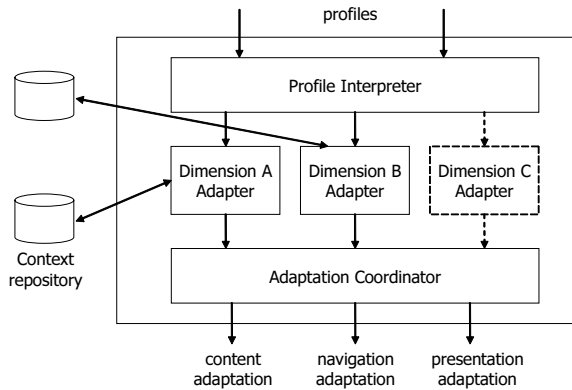 profiles
Profile Interpreter
Dimension A
Adapter
Dimension B
Adapter
Dimension C
Adapter
Context
repository
Adaptation Coordinator
content
adaptation
navigation
adaptation
presentation
adaptation